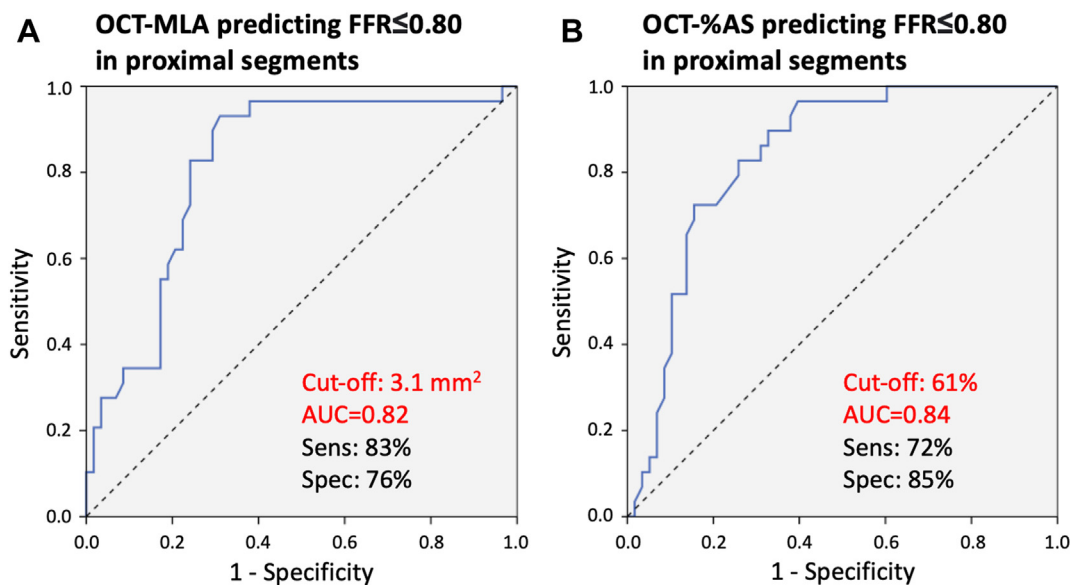 A
OCT-MLA predicting FFR≤0.80
in proximal segments
1.0
0.8
0.6
0.4
0.2
0.0
Sensitivity
Cut-off: 3.1 mm²
AUC=0.82
Sens: 83%
Spec: 76%
0.0 0.2 0.4 0.6 0.8 1.0
1 - Specificity
B
OCT-%AS predicting FFR≤0.80
in proximal segments
1.0
0.8
0.6
0.4
0.2
0.0
Sensitivity
Cut-off: 61%
AUC=0.84
Sens: 72%
Spec: 85%
0.0 0.2 0.4 0.6 0.8 1.0
1 - Specificity